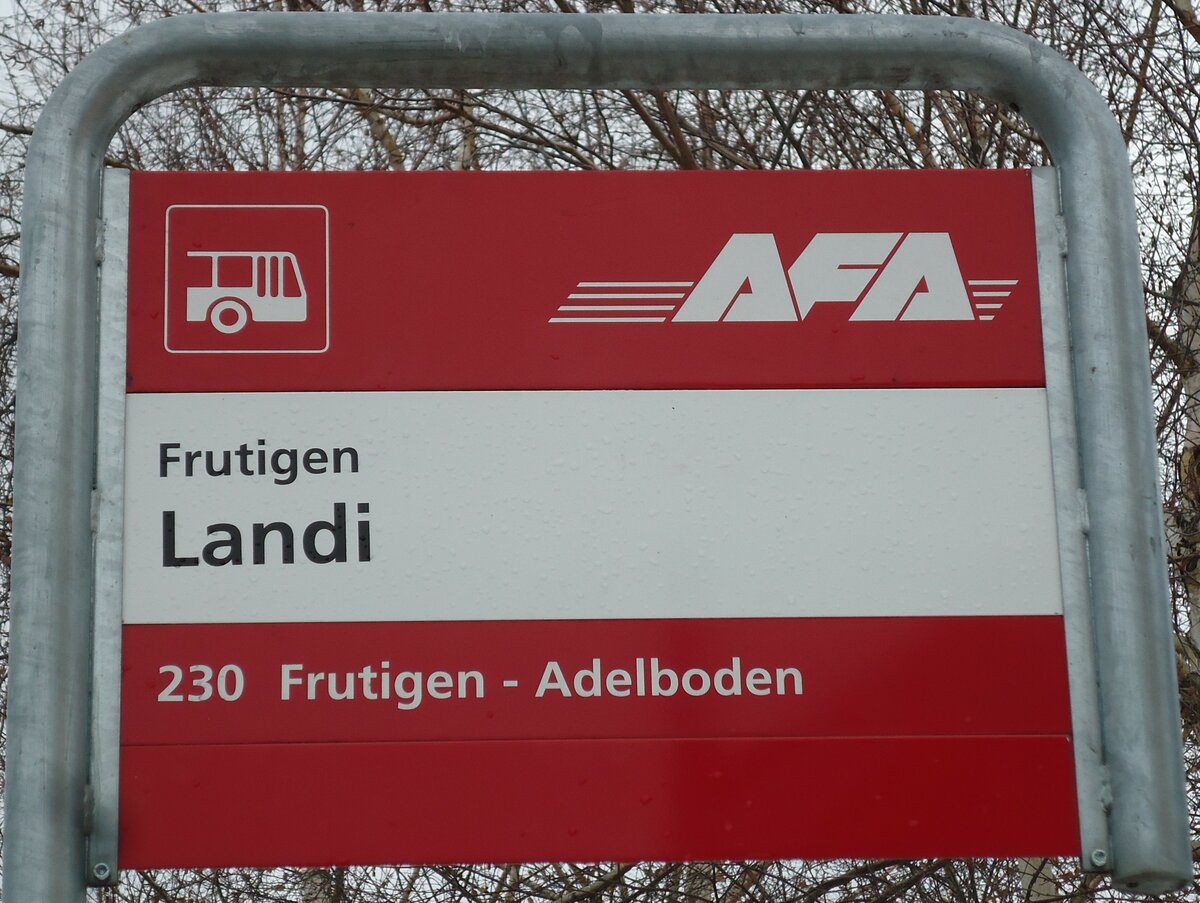 AFA
Frutigen
Landi
230 Frutigen - Adelboden